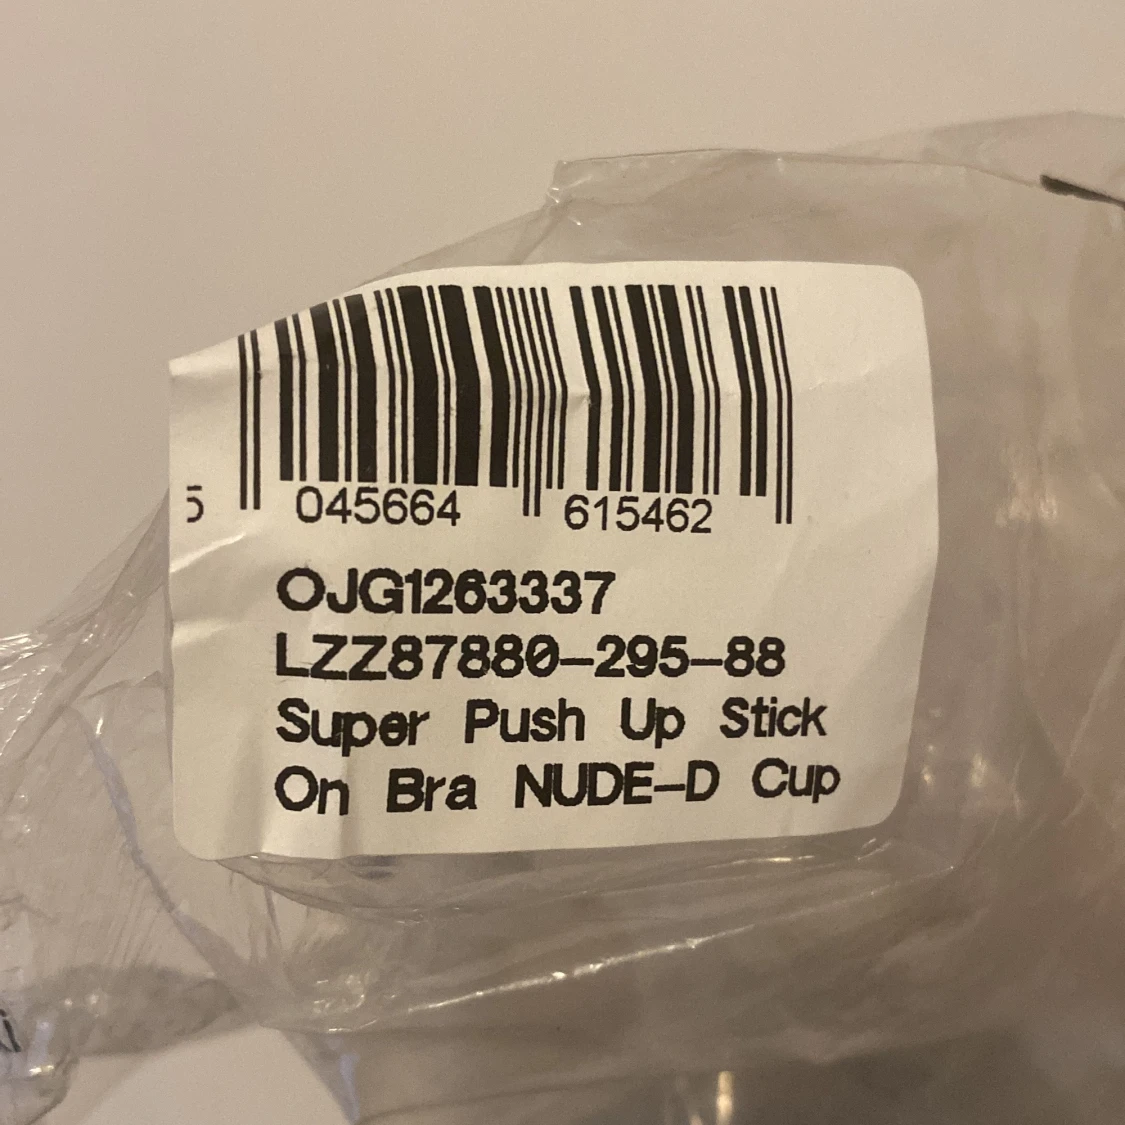 5 045664 615462
OJG1263337
LZZ87880-295-88
Super Push Up Stick
On Bra NUDE-D Cup